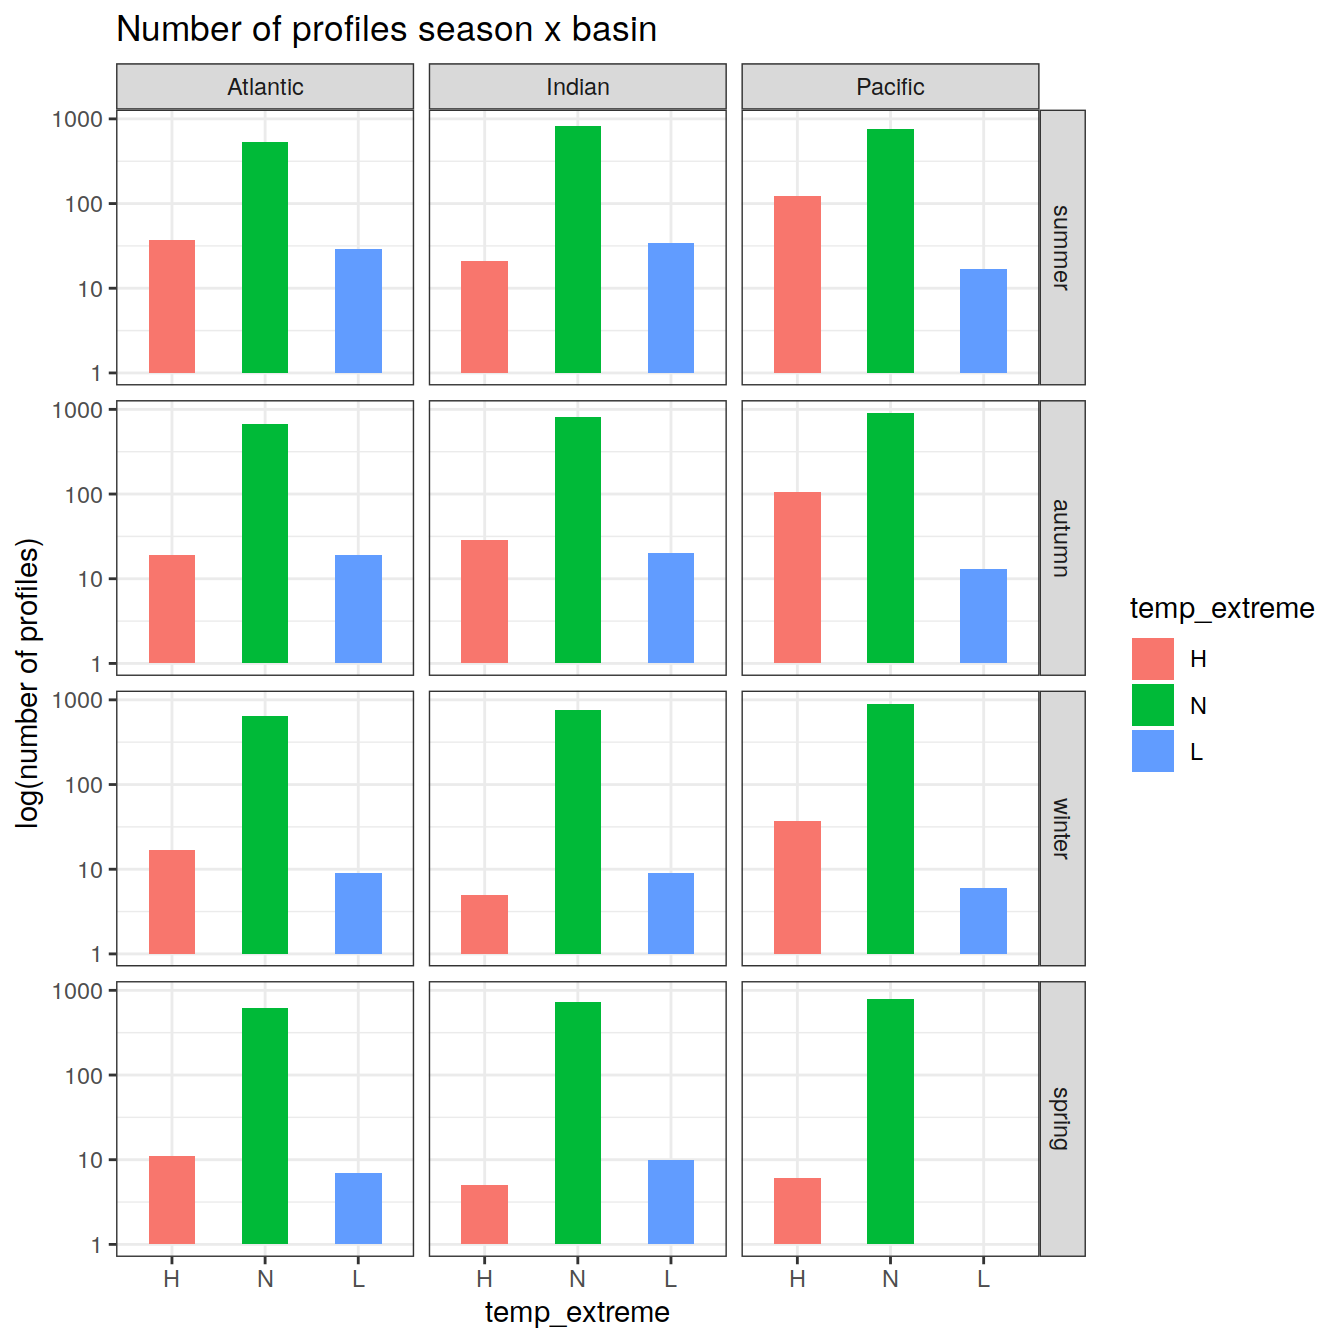 Number of profiles season x basin
Atlantic
Indian
Pacific
1000
100
10
1
summer
1000
100
10
1
autumn
1000
100
10
1
winter
1000
100
10
1
spring
log(number of profiles)
H
N
L
H
N
L
H
N
L
temp_extreme
temp_extreme
H
N
L